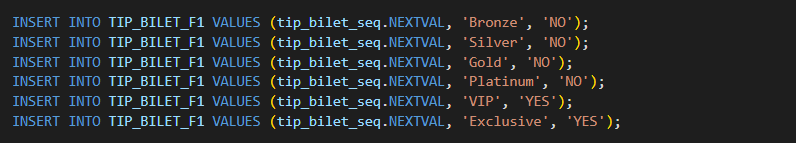 INSERT INTO TIP_BILET_F1 VALUES (tip_bilet_seq.NEXTVAL, 'Bronze', 'NO');
INSERT INTO TIP_BILET_F1 VALUES (tip_bilet_seq.NEXTVAL, 'Silver', 'NO');
INSERT INTO TIP_BILET_F1 VALUES (tip_bilet_seq.NEXTVAL, 'Gold', 'NO');
INSERT INTO TIP_BILET_F1 VALUES (tip_bilet_seq.NEXTVAL, 'Platinum', 'NO');
INSERT INTO TIP_BILET_F1 VALUES (tip_bilet_seq.NEXTVAL, 'VIP', 'YES');
INSERT INTO TIP_BILET_F1 VALUES (tip_bilet_seq.NEXTVAL, 'Exclusive', 'YES');